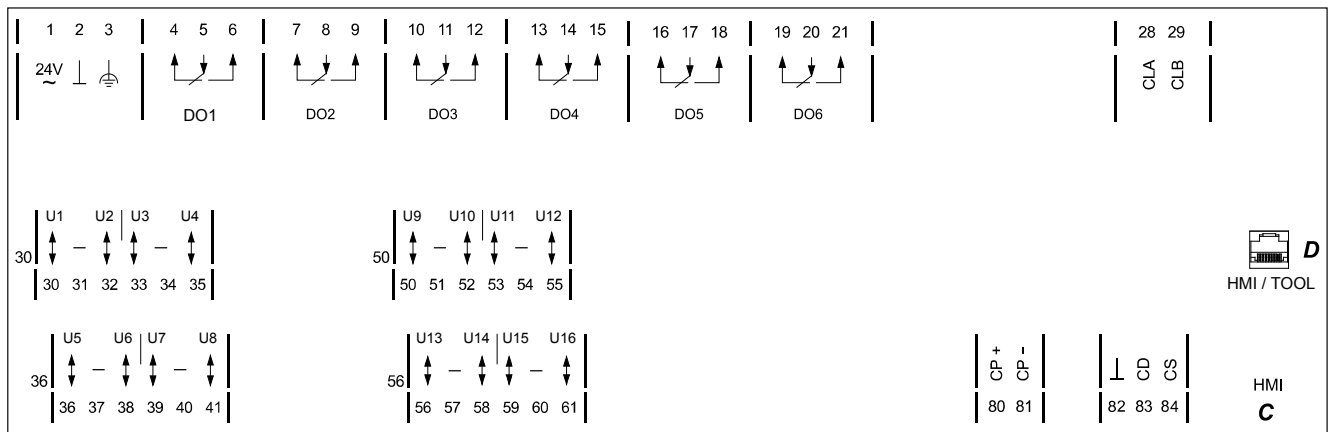 1 2 3 4 5 6 7 8 9 10 11 12 13 14 15 16 17 18 19 20 21 28 29
24V ~ CLA CLB
DO1 DO2 DO3 DO4 DO5 DO6
U1 U2 U3 U4 U9 U10 U11 U12
30 50 D
30 31 32 33 34 35 50 51 52 53 54 55 HMI / TOOL
U5 U6 U7 U8 U13 U14 U15 U16
36 56 CP + CP - CD CS HMI
36 37 38 39 40 41 56 57 58 59 60 61 80 81 82 83 84 C